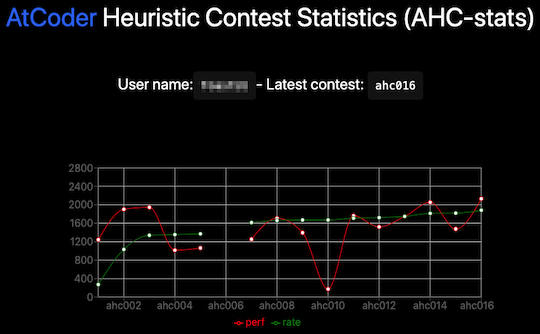 AtCoder Heuristic Contest Statistics (AHC-stats)
User name: - Latest contest: ahc016
2800
2400
2000
1600
1200
800
400
0
ahc002 ahc004 ahc006 ahc008 ahc010 ahc012 ahc014 ahc016
perf rate